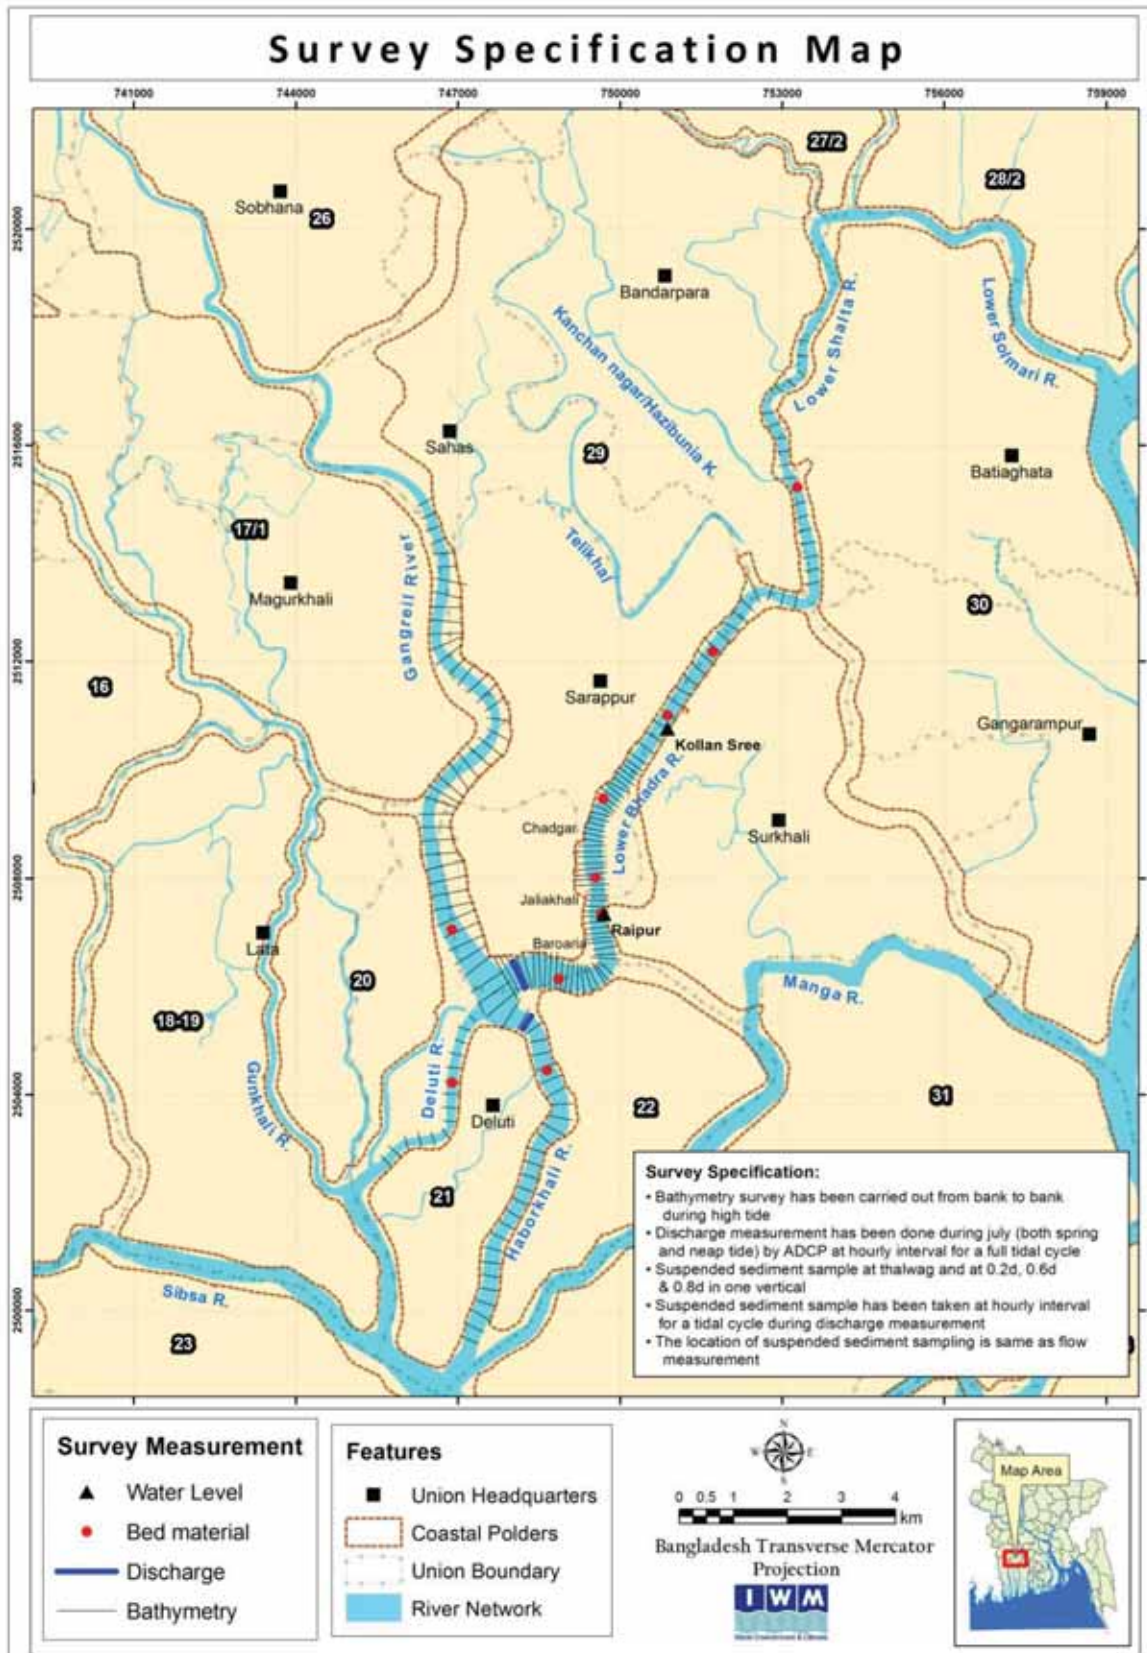 Survey Specification Map
741000 744000 747000 750000 753000 756000 759000
27/2
28/2
Sobhana
26
2520000
Bandarpara
Lower Shalta R.
Lower Solmari R.
Kanchan nagar/Hazibunia K.
2516000
Sahas
29
Batiaghata
17/1
Telikhal
Magurkhali
Gangreil River
30
2512000
16
Sarappur
Gangarampur
Kollan Sree
Lower Bhadra R.
Chadgar
Surkhali
2508000
Jaliakhali
Raipur
Lata
Baroaria
20
Manga R.
18-19
Gunkhali R.
Deluti R.
2504000
Deluti
22
31
21
Haborkhali R.
Sibsa R.
2500000
23
Survey Specification:
• Bathymetry survey has been carried out from bank to bank
during high tide
• Discharge measurement has been done during july (both spring
and neap tide) by ADCP at hourly interval for a full tidal cycle
• Suspended sediment sample at thalwag and at 0.2d, 0.6d
& 0.8d in one vertical
• Suspended sediment sample has been taken at hourly interval
for a tidal cycle during discharge measurement
• The location of suspended sediment sampling is same as flow
measurement
Survey Measurement
Water Level
Bed material
Discharge
Bathymetry
Features
Union Headquarters
Coastal Polders
Union Boundary
River Network
N
W E
S
0 0.5 1 2 3 4
km
Bangladesh Transverse Mercator
Projection
I W M
Map Area